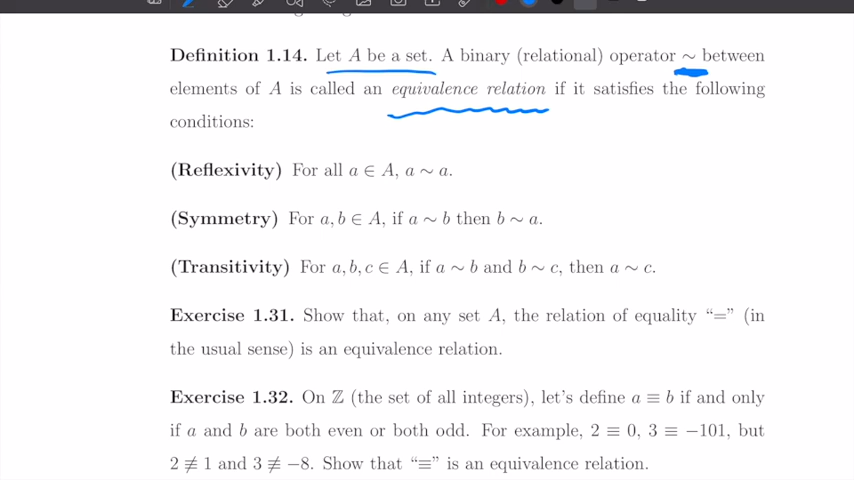 Definition 1.14. Let A be a set. A binary (relational) operator ∼ between
elements of A is called an equivalence relation if it satisfies the following
conditions:
(Reflexivity) For all a ∈ A, a ∼ a.
(Symmetry) For a, b ∈ A, if a ∼ b then b ∼ a.
(Transitivity) For a, b, c ∈ A, if a ∼ b and b ∼ c, then a ∼ c.
Exercise 1.31. Show that, on any set A, the relation of equality “=” (in
the usual sense) is an equivalence relation.
Exercise 1.32. On ℤ (the set of all integers), let’s define a ≡ b if and only
if a and b are both even or both odd. For example, 2 ≡ 0, 3 ≡ −101, but
2 ≢ 1 and 3 ≢ −8. Show that “≡” is an equivalence relation.